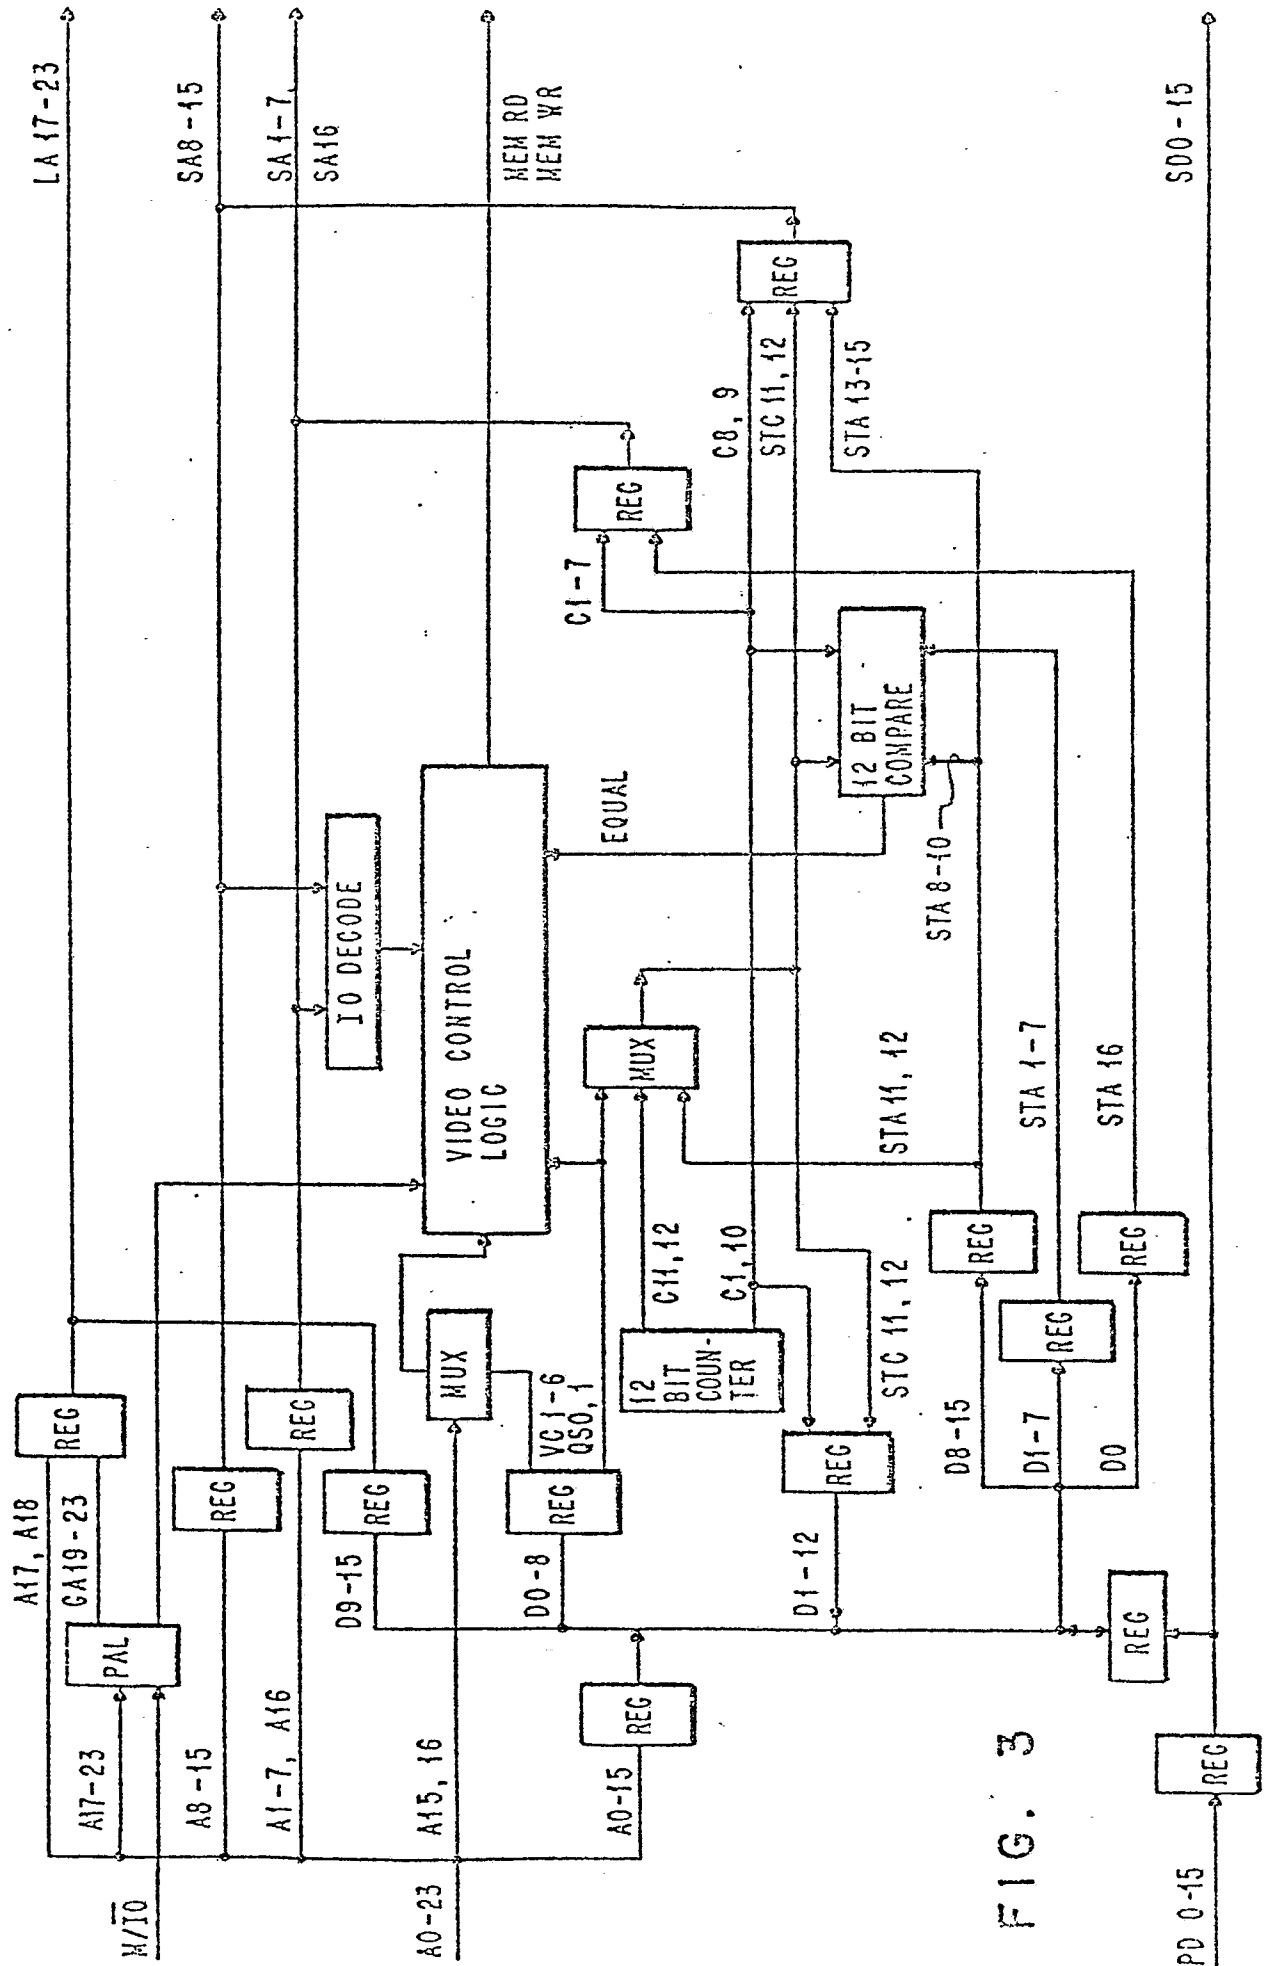 LA 17-23
SA8-15
SA1-7
SA16
MEM RD
MEM WR
SD0-15
REG
C8, 9
STC 11, 12
STA 13-15
REG
C1-7
12 BIT
COMPARE
STA 8-10
EQUAL
IO DECODE
VIDEO CONTROL
LOGIC
MUX
STA 11, 12
STA 1-7
STA 16
C11, 12
C1, 10
STC 11, 12
REG
REG
REG
12
BIT
COUN-
TER
MUX
VC 1-6
QS0, 1
REG
REG
REG
REG
REG
REG
D8-15
D1-7
D0
A17, A18
GA19-23
D9-15
D0-8
D1-12
PAL
REG
REG
REG
A17-23
A8-15
A1-7, A16
A15, 16
A0-15
M/I̅O̅
A0-23
PD 0-15
FIG. 3